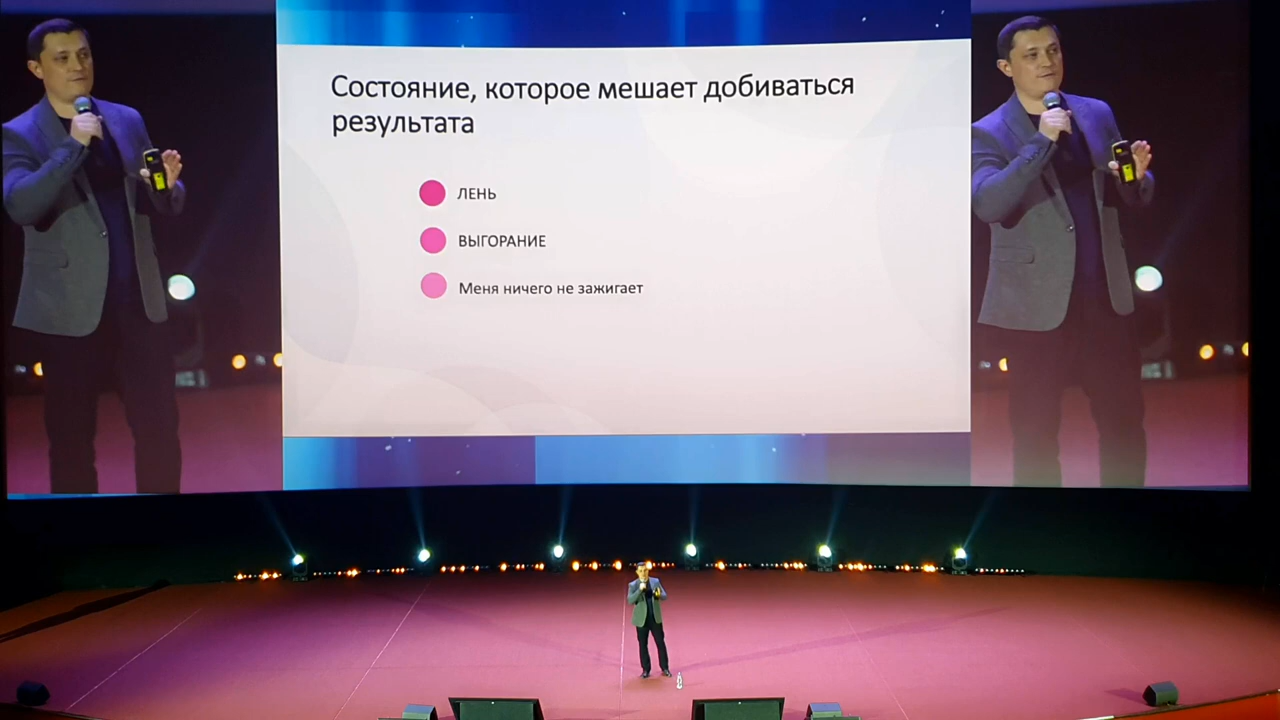 Состояние, которое мешает добиваться
результата
ЛЕНЬ
ВЫГОРАНИЕ
Меня ничего не зажигает